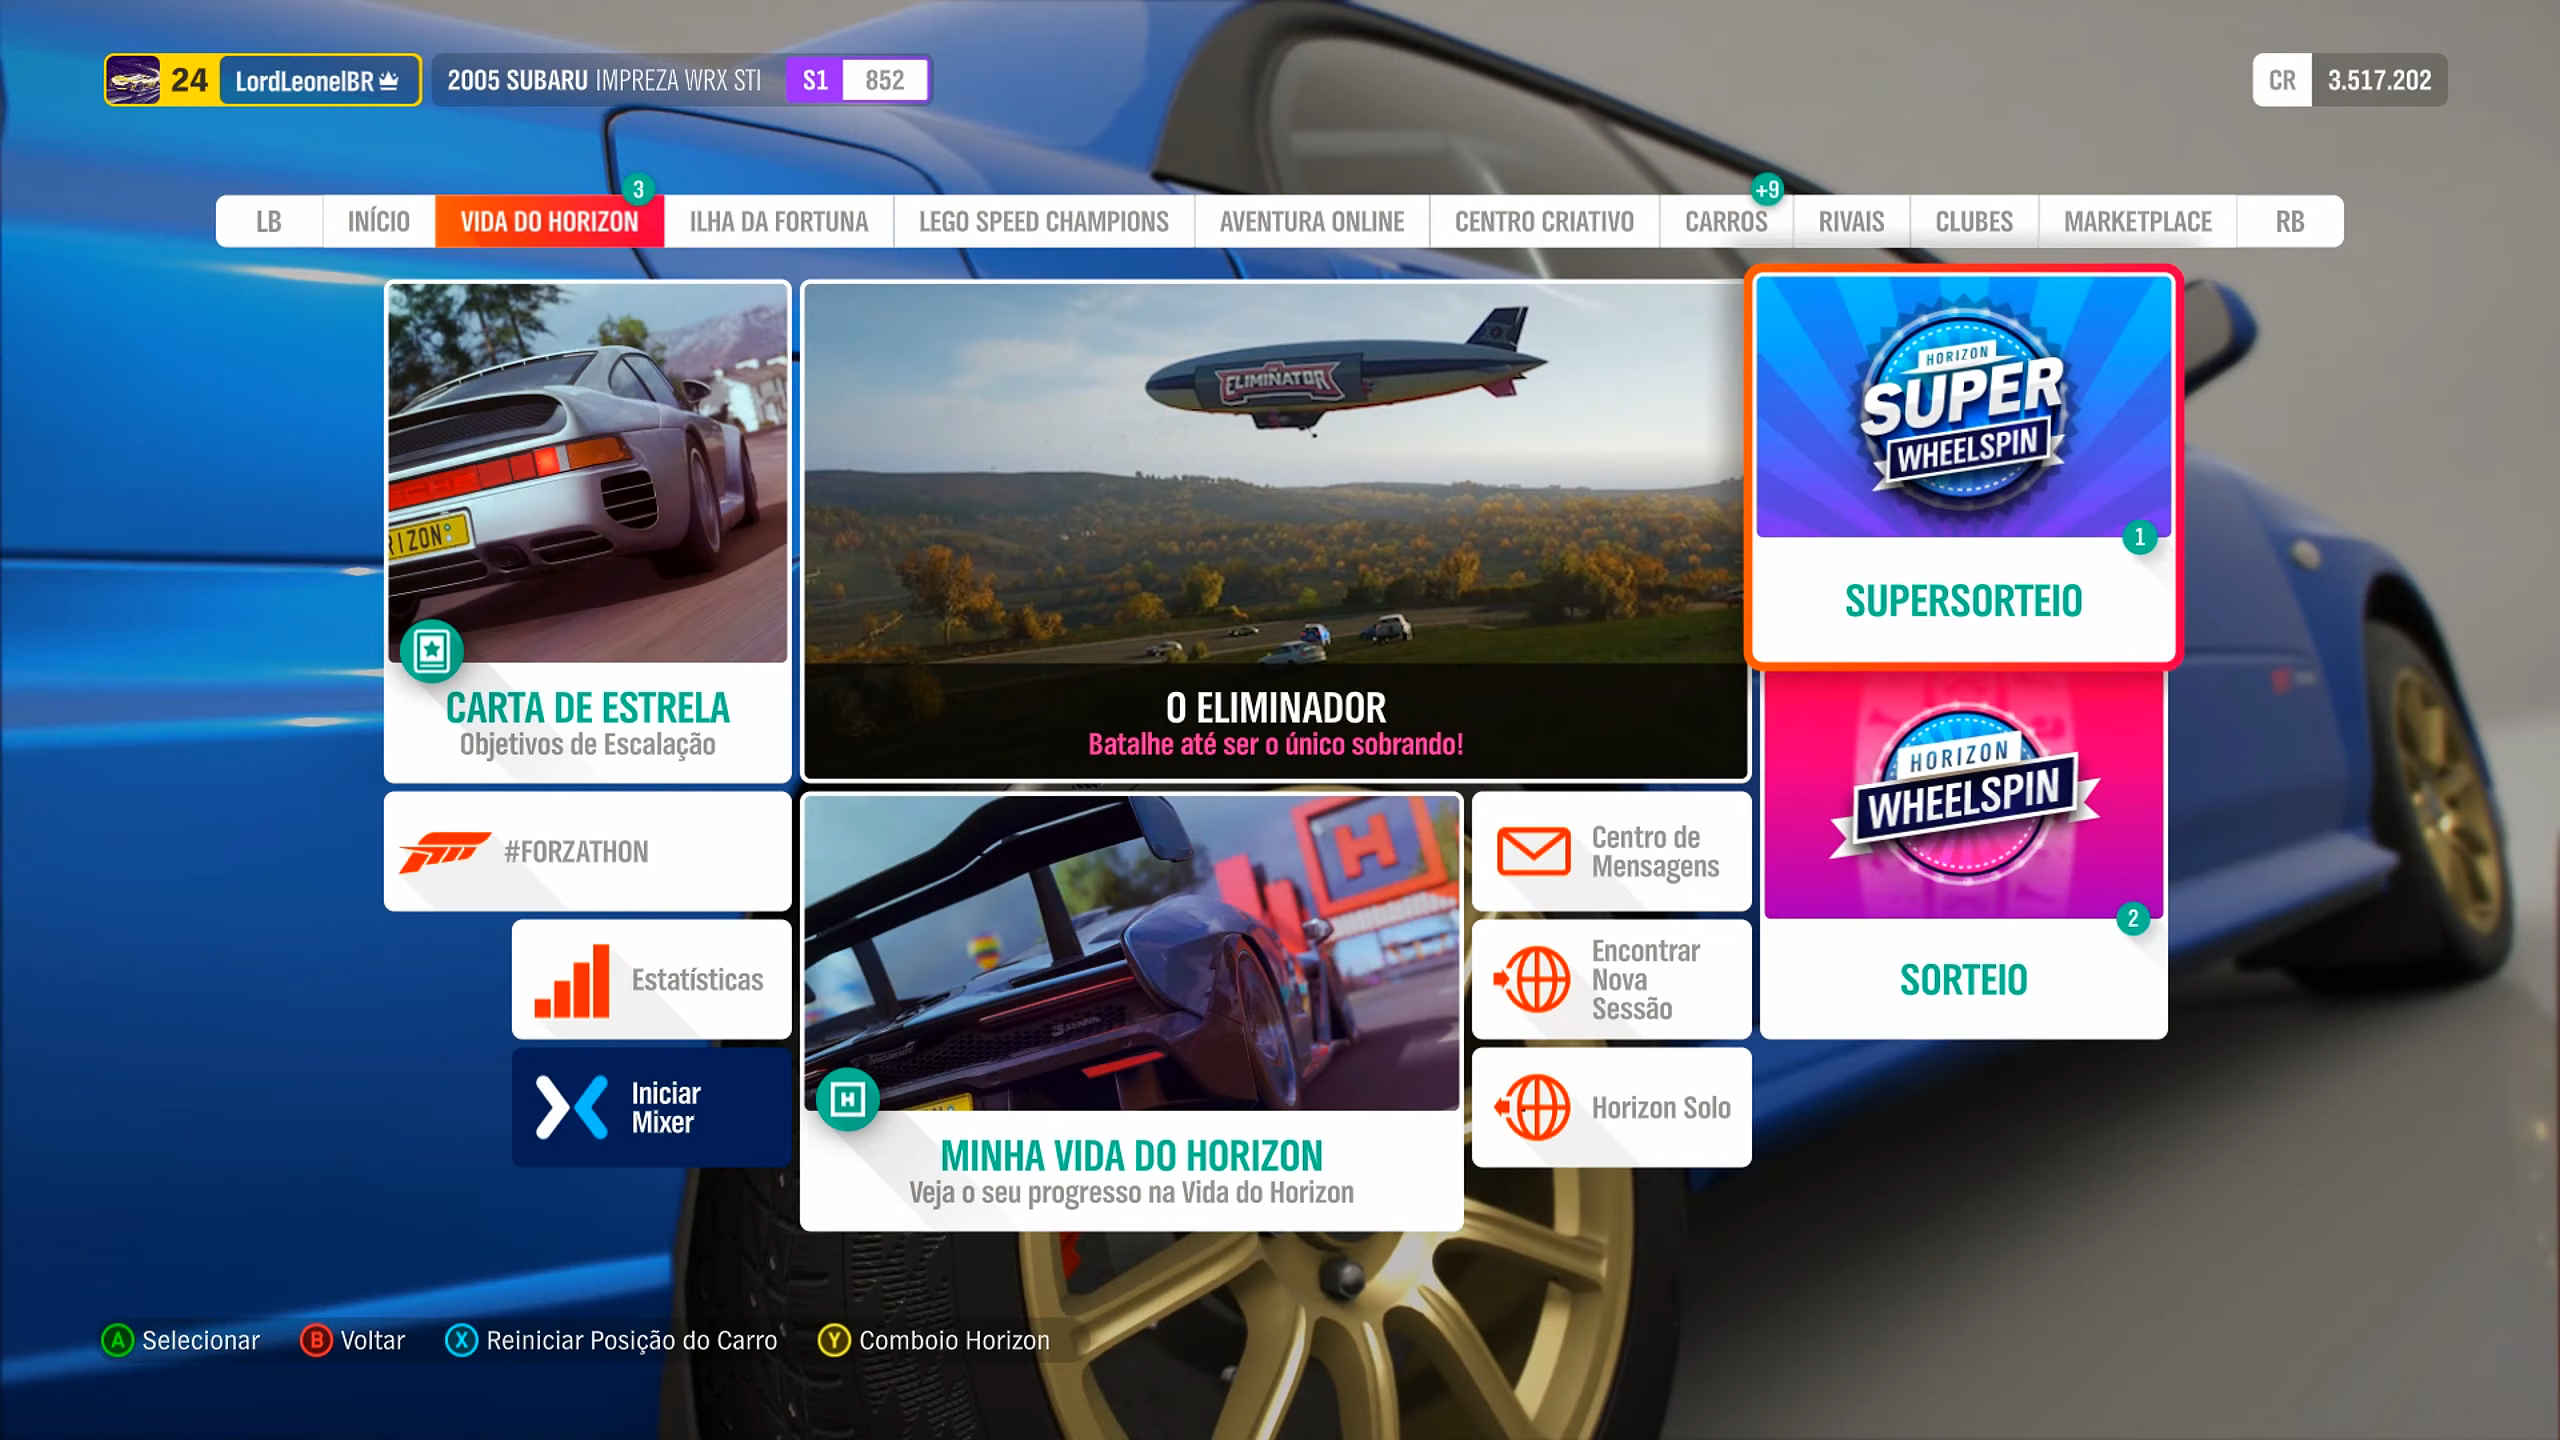 24 LordLeonelBR
2005 SUBARU IMPREZA WRX STI S1 852
CR 3.517.202
3
+9
LB INÍCIO VIDA DO HORIZON ILHA DA FORTUNA LEGO SPEED CHAMPIONS AVENTURA ONLINE CENTRO CRIATIVO CARROS RIVAIS CLUBES MARKETPLACE RB
RIZON
CARTA DE ESTRELA
Objetivos de Escalação
ELIMINATOR
O ELIMINADOR
Batalhe até ser o único sobrando!
HORIZON
SUPER
WHEELSPIN
1
SUPERSORTEIO
#FORZATHON
Estatísticas
Iniciar
Mixer
H
H
MINHA VIDA DO HORIZON
Veja o seu progresso na Vida do Horizon
Centro de
Mensagens
Encontrar
Nova
Sessão
Horizon Solo
HORIZON
WHEELSPIN
2
SORTEIO
A Selecionar B Voltar X Reiniciar Posição do Carro Y Comboio Horizon